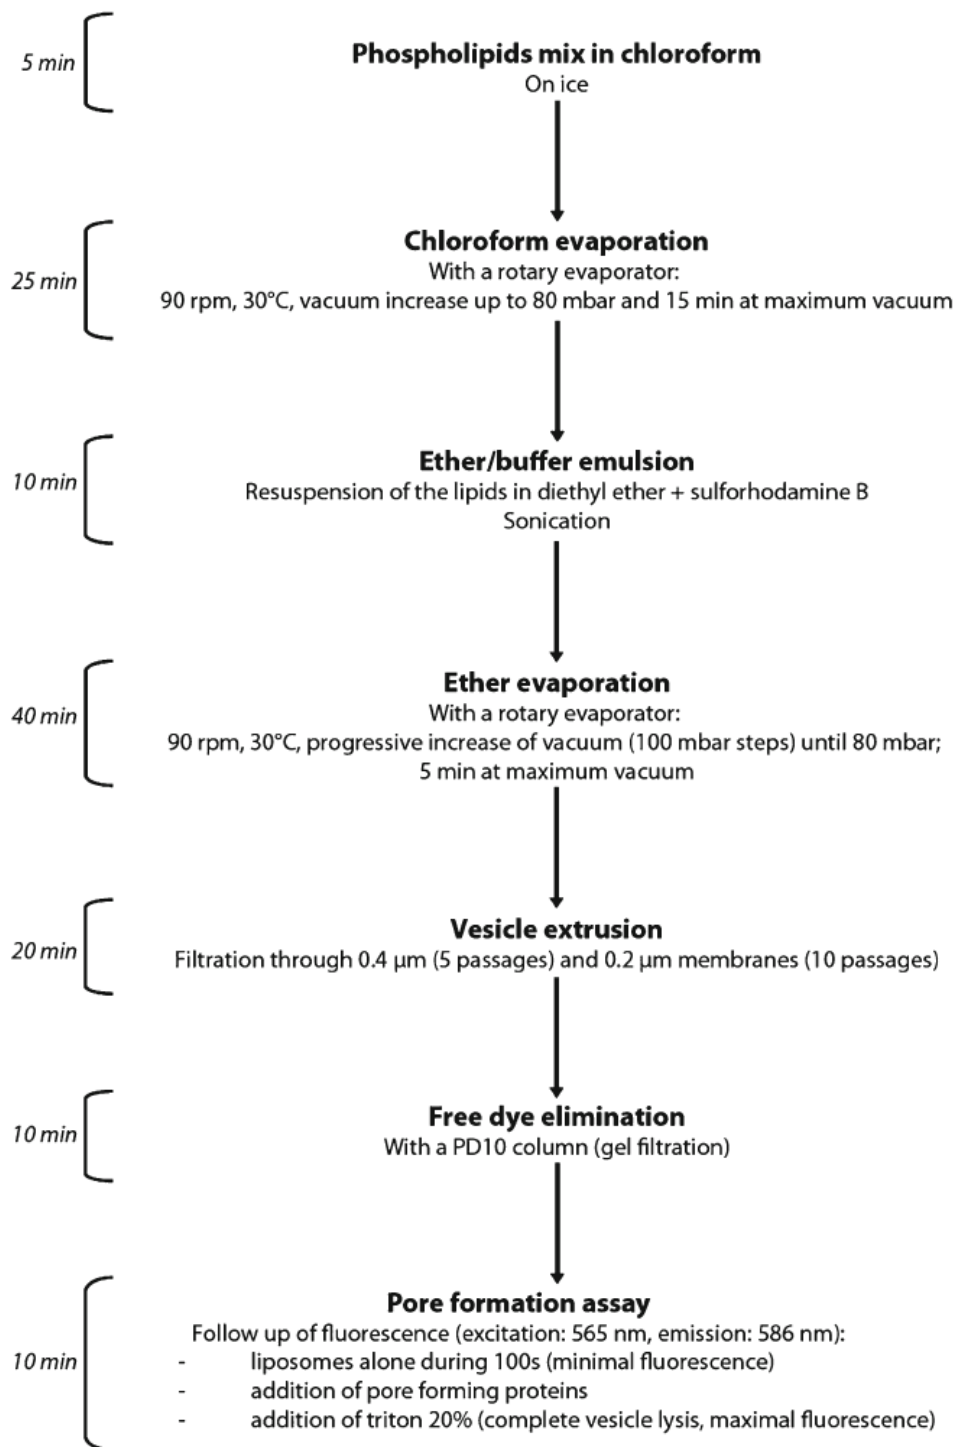 5 min
Phospholipids mix in chloroform
On ice
25 min
Chloroform evaporation
With a rotary evaporator:
90 rpm, 30°C, vacuum increase up to 80 mbar and 15 min at maximum vacuum
10 min
Ether/buffer emulsion
Resuspension of the lipids in diethyl ether + sulforhodamine B
Sonication
40 min
Ether evaporation
With a rotary evaporator:
90 rpm, 30°C, progressive increase of vacuum (100 mbar steps) until 80 mbar;
5 min at maximum vacuum
20 min
Vesicle extrusion
Filtration through 0.4 µm (5 passages) and 0.2 µm membranes (10 passages)
10 min
Free dye elimination
With a PD10 column (gel filtration)
10 min
Pore formation assay
Follow up of fluorescence (excitation: 565 nm, emission: 586 nm):
- liposomes alone during 100s (minimal fluorescence)
- addition of pore forming proteins
- addition of triton 20% (complete vesicle lysis, maximal fluorescence)